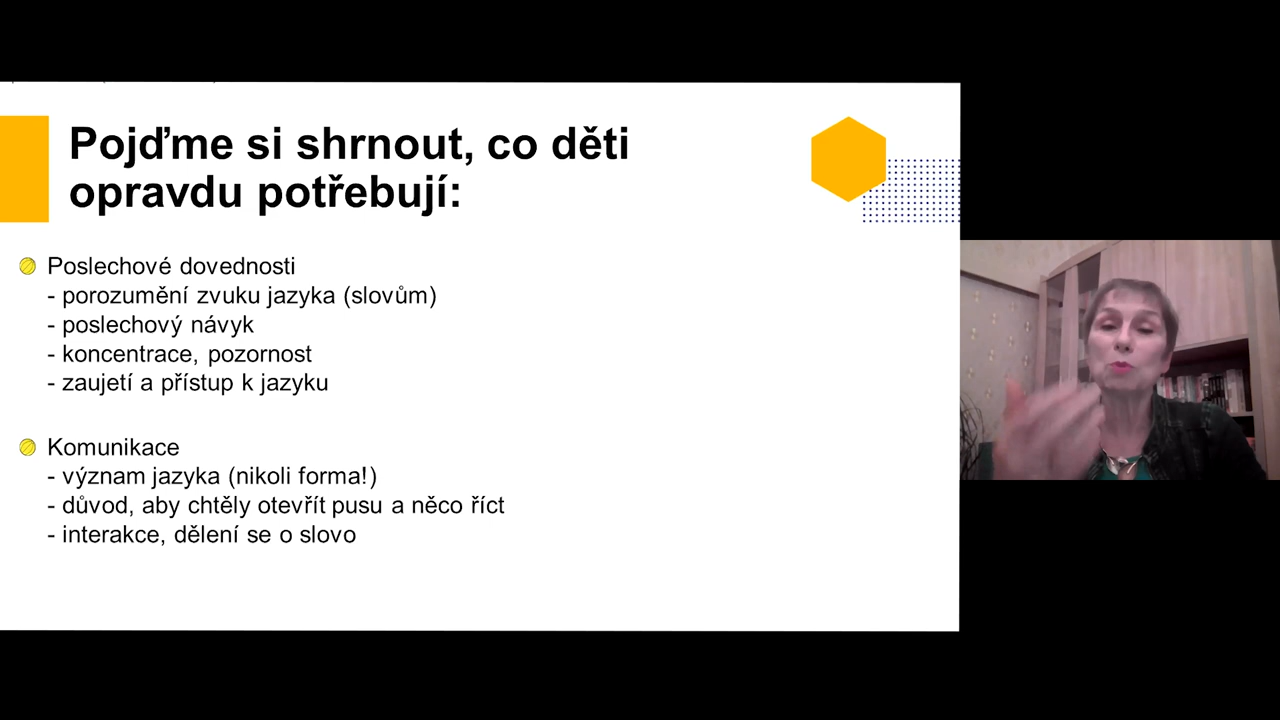 Pojďme si shrnout, co děti
opravdu potřebují:
Poslechové dovednosti
- porozumění zvuku jazyka (slovům)
- poslechový návyk
- koncentrace, pozornost
- zaujetí a přístup k jazyku
Komunikace
- význam jazyka (nikoli forma!)
- důvod, aby chtěly otevřít pusu a něco říct
- interakce, dělení se o slovo